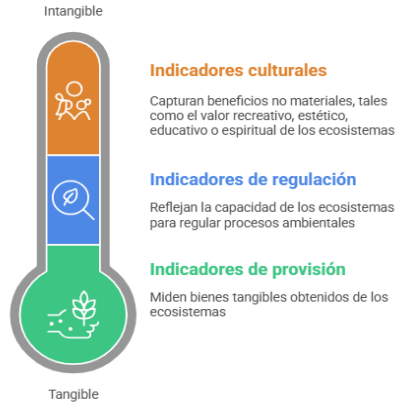 Intangible
Indicadores culturales
Capturan beneficios no materiales, tales
como el valor recreativo, estético,
educativo o espiritual de los ecosistemas
Indicadores de regulación
Reflejan la capacidad de los ecosistemas
para regular procesos ambientales
Indicadores de provisión
Miden bienes tangibles obtenidos de los
ecosistemas
Tangible